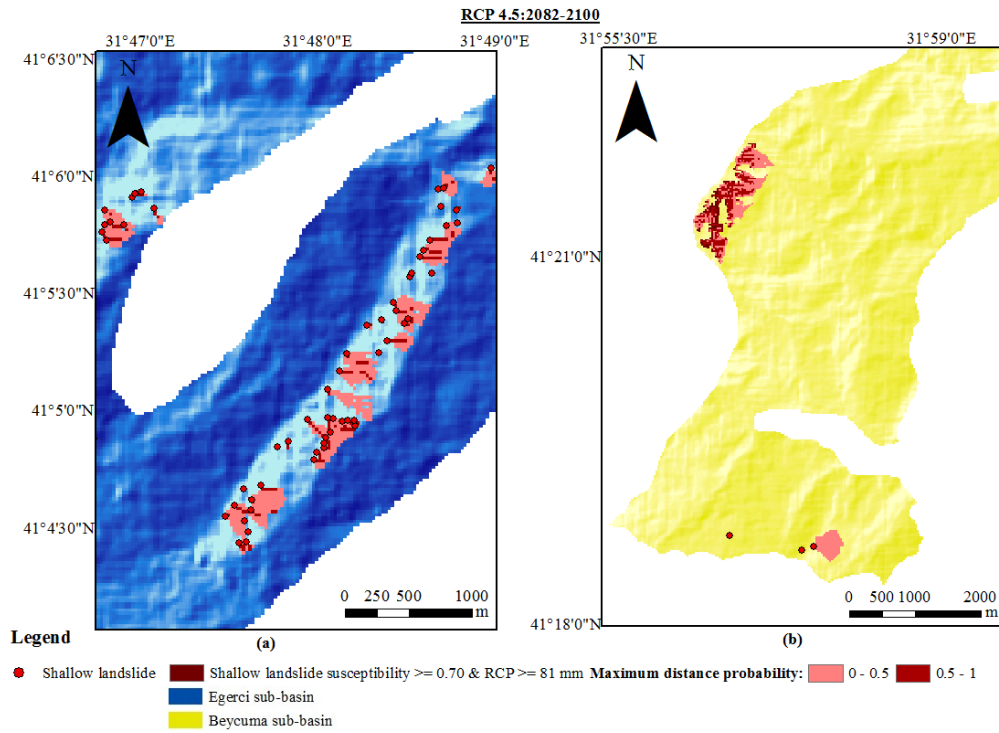 RCP 4.5:2082-2100
31°47'0"E 31°48'0"E 31°49'0"E
31°55'30"E 31°59'0"E
41°6'30"N
N
N
41°6'0"N
41°21'0"N
41°5'30"N
41°5'0"N
41°4'30"N
0 250 500 1000
m
0 500 1000 2000
m
41°18'0"N
Legend
(a)
(b)
Shallow landslide
Shallow landslide susceptibility >= 0.70 & RCP >= 81 mm
Maximum distance probability: 0 - 0.5 0.5 - 1
Egerci sub-basin
Beycuma sub-basin